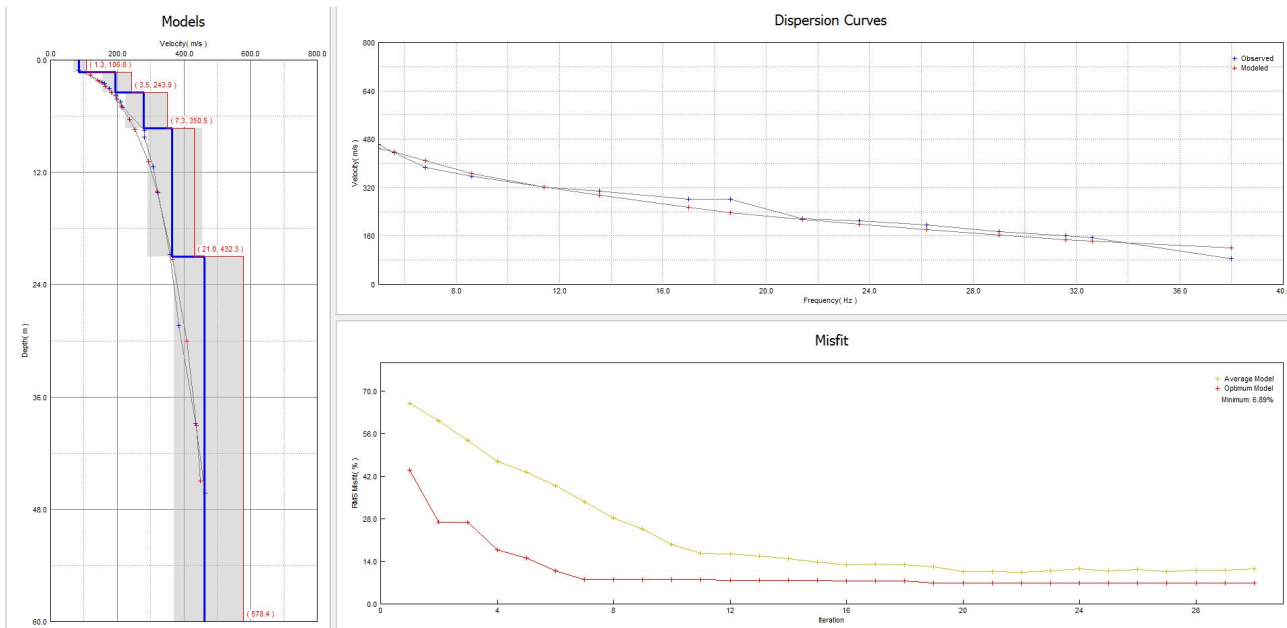 Models
Velocity( m/s )
0.0 200.0 400.0 600.0 800.0
0.0
( 1.3, 106.8 )
( 3.5, 243.9 )
( 7.3, 350.5 )
12.0
( 21.0, 432.3 )
24.0
Depth( m )
36.0
48.0
( 578.4 )
60.0
Dispersion Curves
800
Observed
Modeled
640
480
Velocity( m/s )
320
160
0
8.0 12.0 16.0 20.0 24.0 28.0 32.0 36.0 40.
Frequency( Hz )
Misfit
70.0
Average Model
Optimum Model
Minimum: 6.89%
56.0
42.0
RMS Misfit( % )
28.0
14.0
0.0
0 4 8 12 16 20 24 28
Iteration